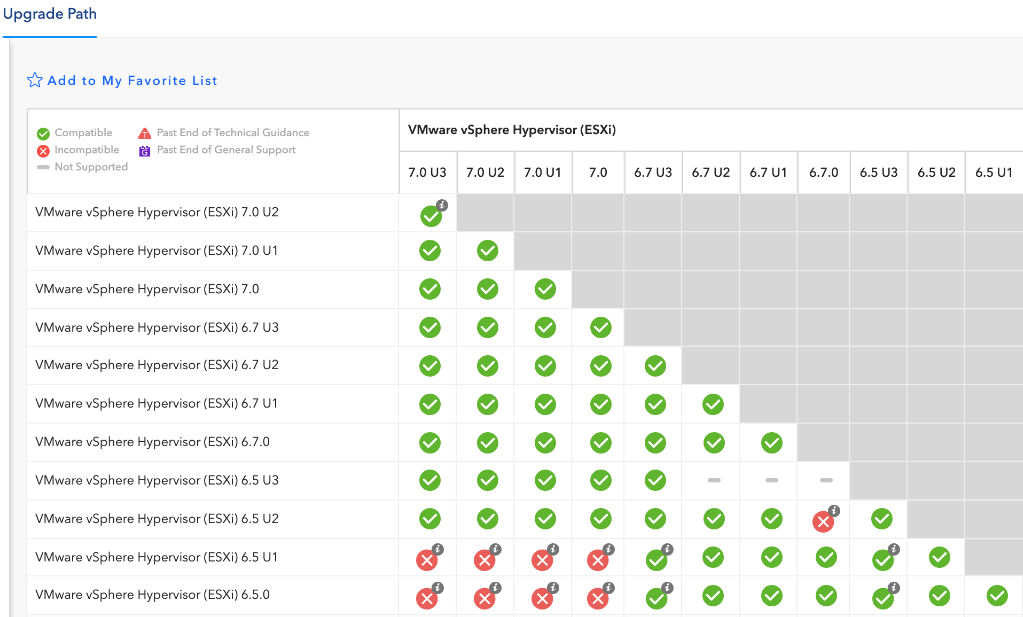 Upgrade Path
Add to My Favorite List
Compatible
Past End of Technical Guidance
Incompatible
Past End of General Support
Not Supported
VMware vSphere Hypervisor (ESXi)
7.0 U3 7.0 U2 7.0 U1 7.0 6.7 U3 6.7 U2 6.7 U1 6.7.0 6.5 U3 6.5 U2 6.5 U1
VMware vSphere Hypervisor (ESXi) 7.0 U2
VMware vSphere Hypervisor (ESXi) 7.0 U1
VMware vSphere Hypervisor (ESXi) 7.0
VMware vSphere Hypervisor (ESXi) 6.7 U3
VMware vSphere Hypervisor (ESXi) 6.7 U2
VMware vSphere Hypervisor (ESXi) 6.7 U1
VMware vSphere Hypervisor (ESXi) 6.7.0
VMware vSphere Hypervisor (ESXi) 6.5 U3
VMware vSphere Hypervisor (ESXi) 6.5 U2
VMware vSphere Hypervisor (ESXi) 6.5 U1
VMware vSphere Hypervisor (ESXi) 6.5.0